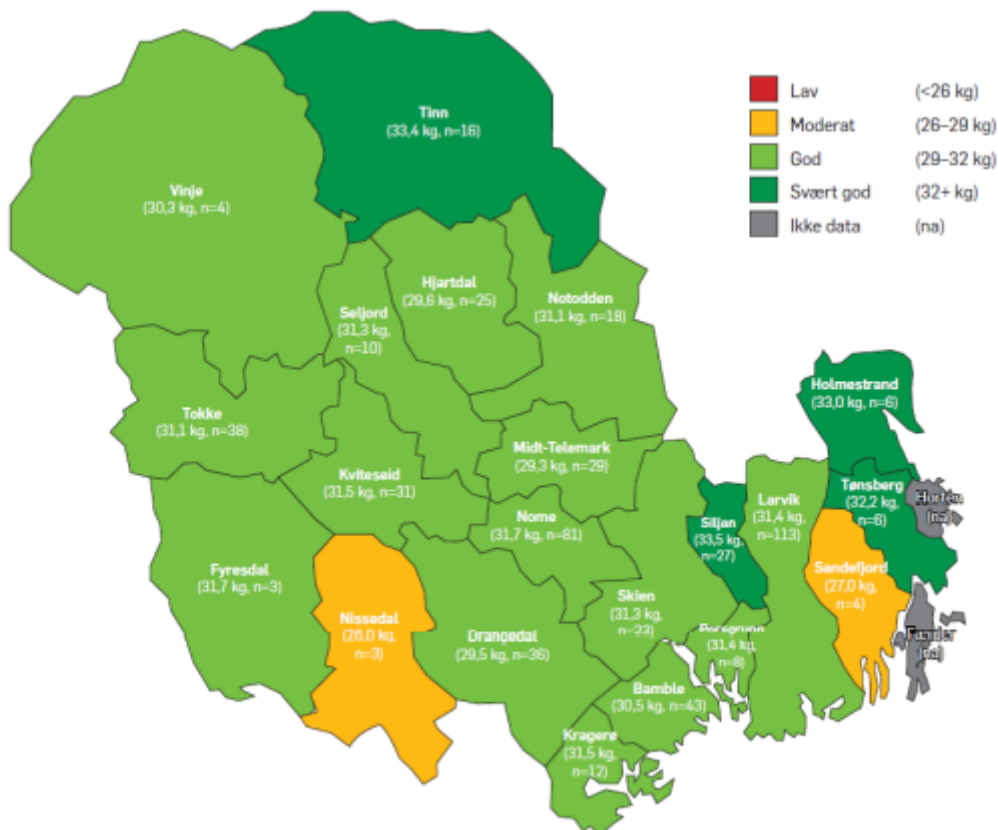 Lav (<26 kg)
Moderat (26–29 kg)
God (29–32 kg)
Svært god (32+ kg)
Ikke data (na)
Tinn
(33,4 kg, n=16)
Vinje
(30,3 kg, n=4)
Hjartdal
(29,6 kg, n=25)
Notodden
(31,1 kg, n=18)
Seljord
(31,3 kg,
n=10)
Holmestrand
(33,0 kg, n=6)
Tokke
(31,1 kg, n=38)
Midt-Telemark
(29,3 kg, n=29)
Kviteseid
(31,5 kg, n=31)
Tønsberg
(32,2 kg,
n=6)
Horten
(na)
Larvik
(31,4 kg,
n=113)
Siljan
(33,5 kg,
n=27)
Nome
(31,7 kg, n=81)
Fyresdal
(31,7 kg, n=3)
Sandefjord
(27,0 kg,
n=4)
Nissedal
(26,0 kg,
n=3)
Skien
(31,3 kg,
n=23)
Drangedal
(29,5 kg, n=36)
Porsgrunn
(31,4 kg,
n=8)
Færder
(na)
Bamble
(30,5 kg, n=43)
Kragerø
(31,5 kg,
n=12)